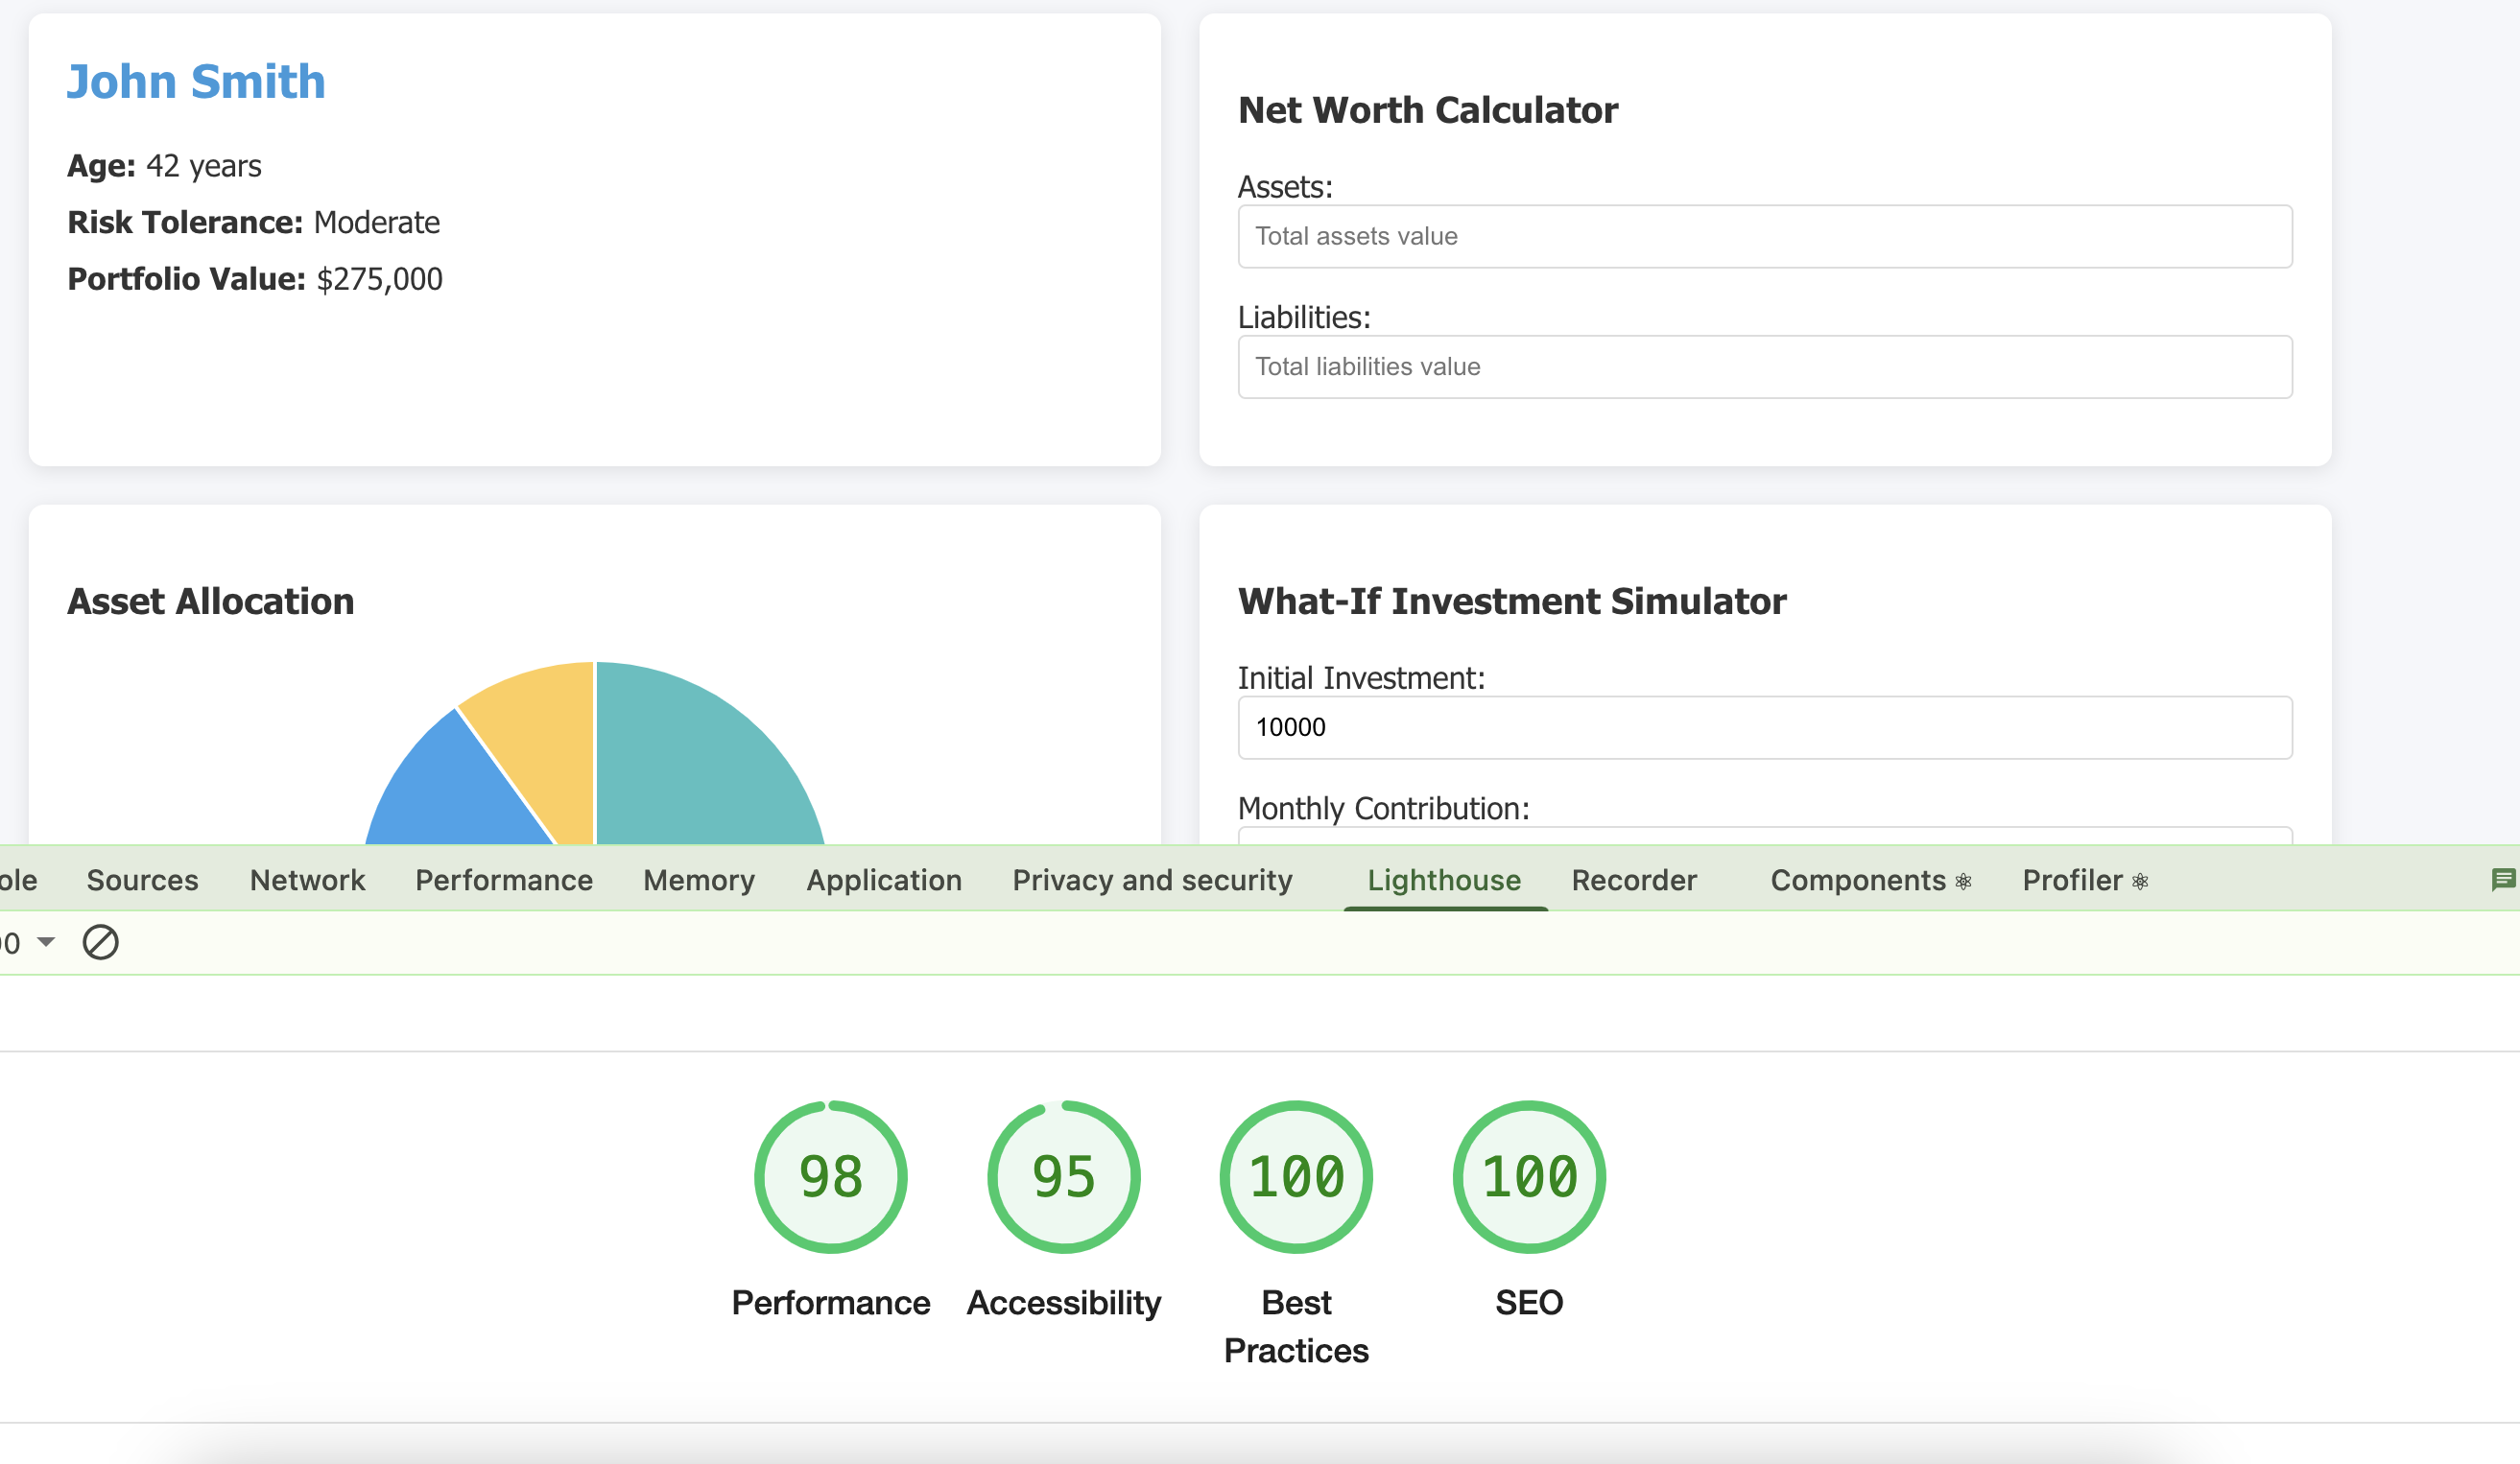 John Smith
Age: 42 years
Risk Tolerance: Moderate
Portfolio Value: $275,000
Net Worth Calculator
Assets:
Total assets value
Liabilities:
Total liabilities value
Asset Allocation
What-If Investment Simulator
Initial Investment:
10000
Monthly Contribution:
Sources Network Performance Memory Application Privacy and security Lighthouse Recorder Components ⚛ Profiler ⚛
98
Performance
95
Accessibility
100
Best
Practices
100
SEO